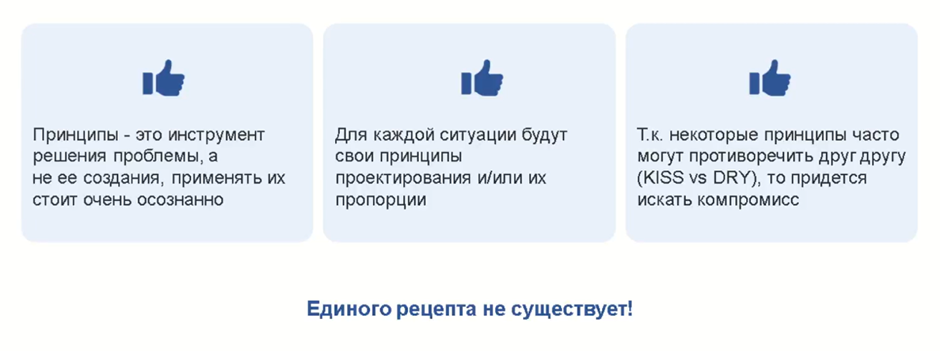 Принципы - это инструмент
решения проблемы, а
не ее создания, применять их
стоит очень осознанно
Для каждой ситуации будут
свои принципы
проектирования и/или их
пропорции
Т.к. некоторые принципы часто
могут противоречить друг другу
(KISS vs DRY), то придется
искать компромисс
Единого рецепта не существует!